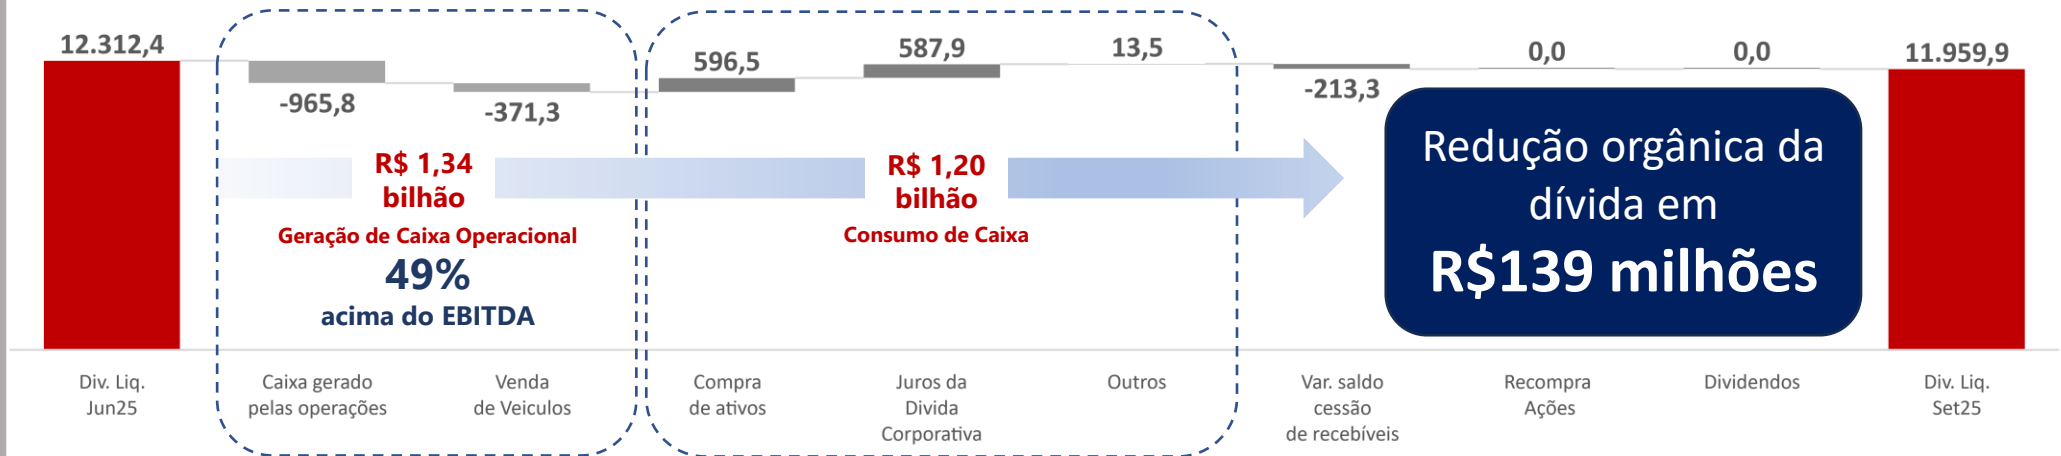 12.312,4
-965,8
-371,3
596,5
587,9
13,5
-213,3
0,0
0,0
11.959,9
R$ 1,34
bilhão
Geração de Caixa Operacional
49%
acima do EBITDA
R$ 1,20
bilhão
Consumo de Caixa
Redução orgânica da
dívida em
R$139 milhões
Div. Liq.
Jun25
Caixa gerado
pelas operações
Venda
de Veiculos
Compra
de ativos
Juros da
Divida
Corporativa
Outros
Var. saldo
cessão
de recebíveis
Recompra
Ações
Dividendos
Div. Liq.
Set25